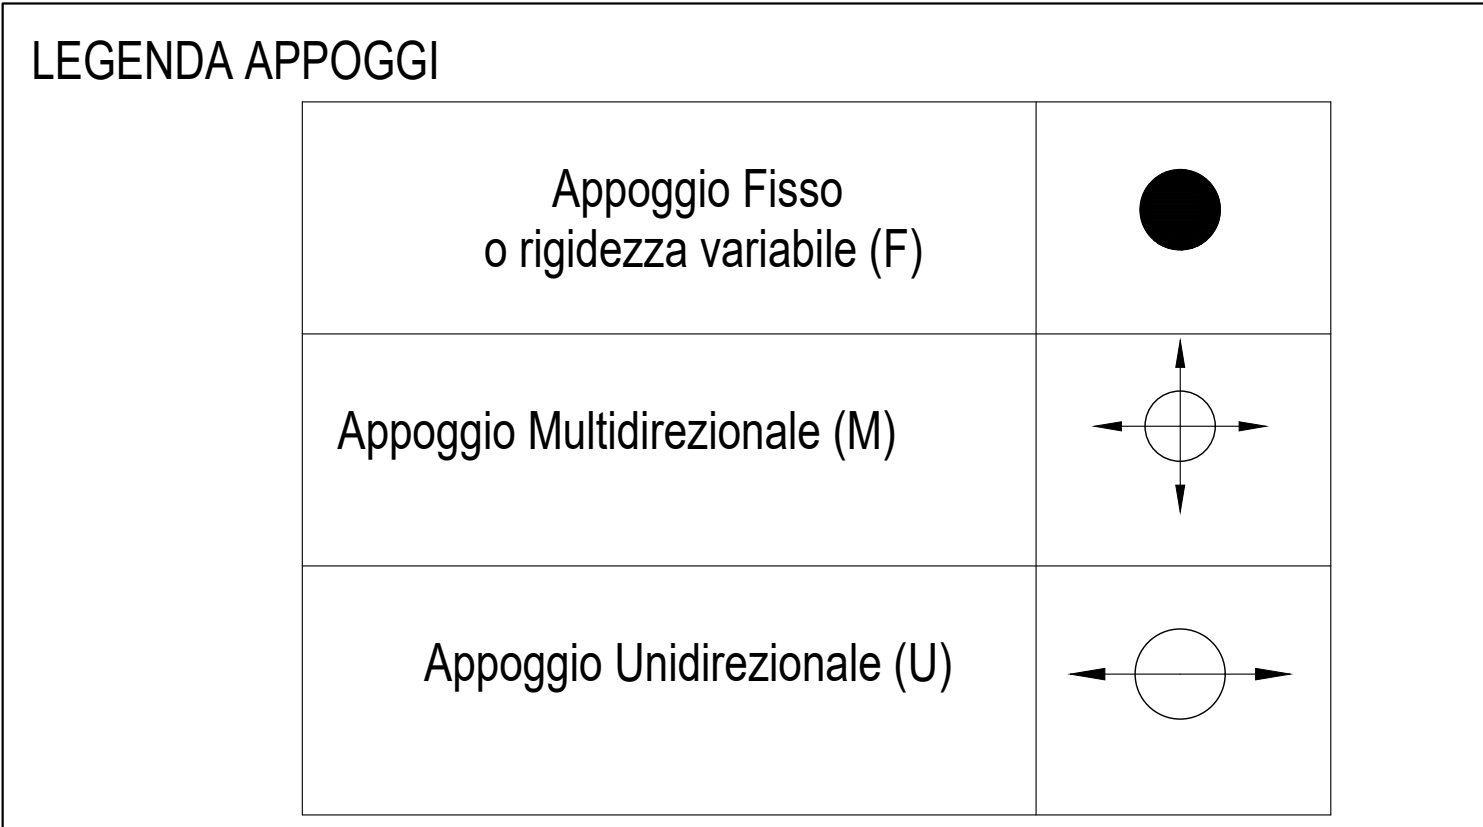 LEGENDA APPOGGI
Appoggio Fisso
o rigidezza variabile (F)
Appoggio Multidirezionale (M)
Appoggio Unidirezionale (U)